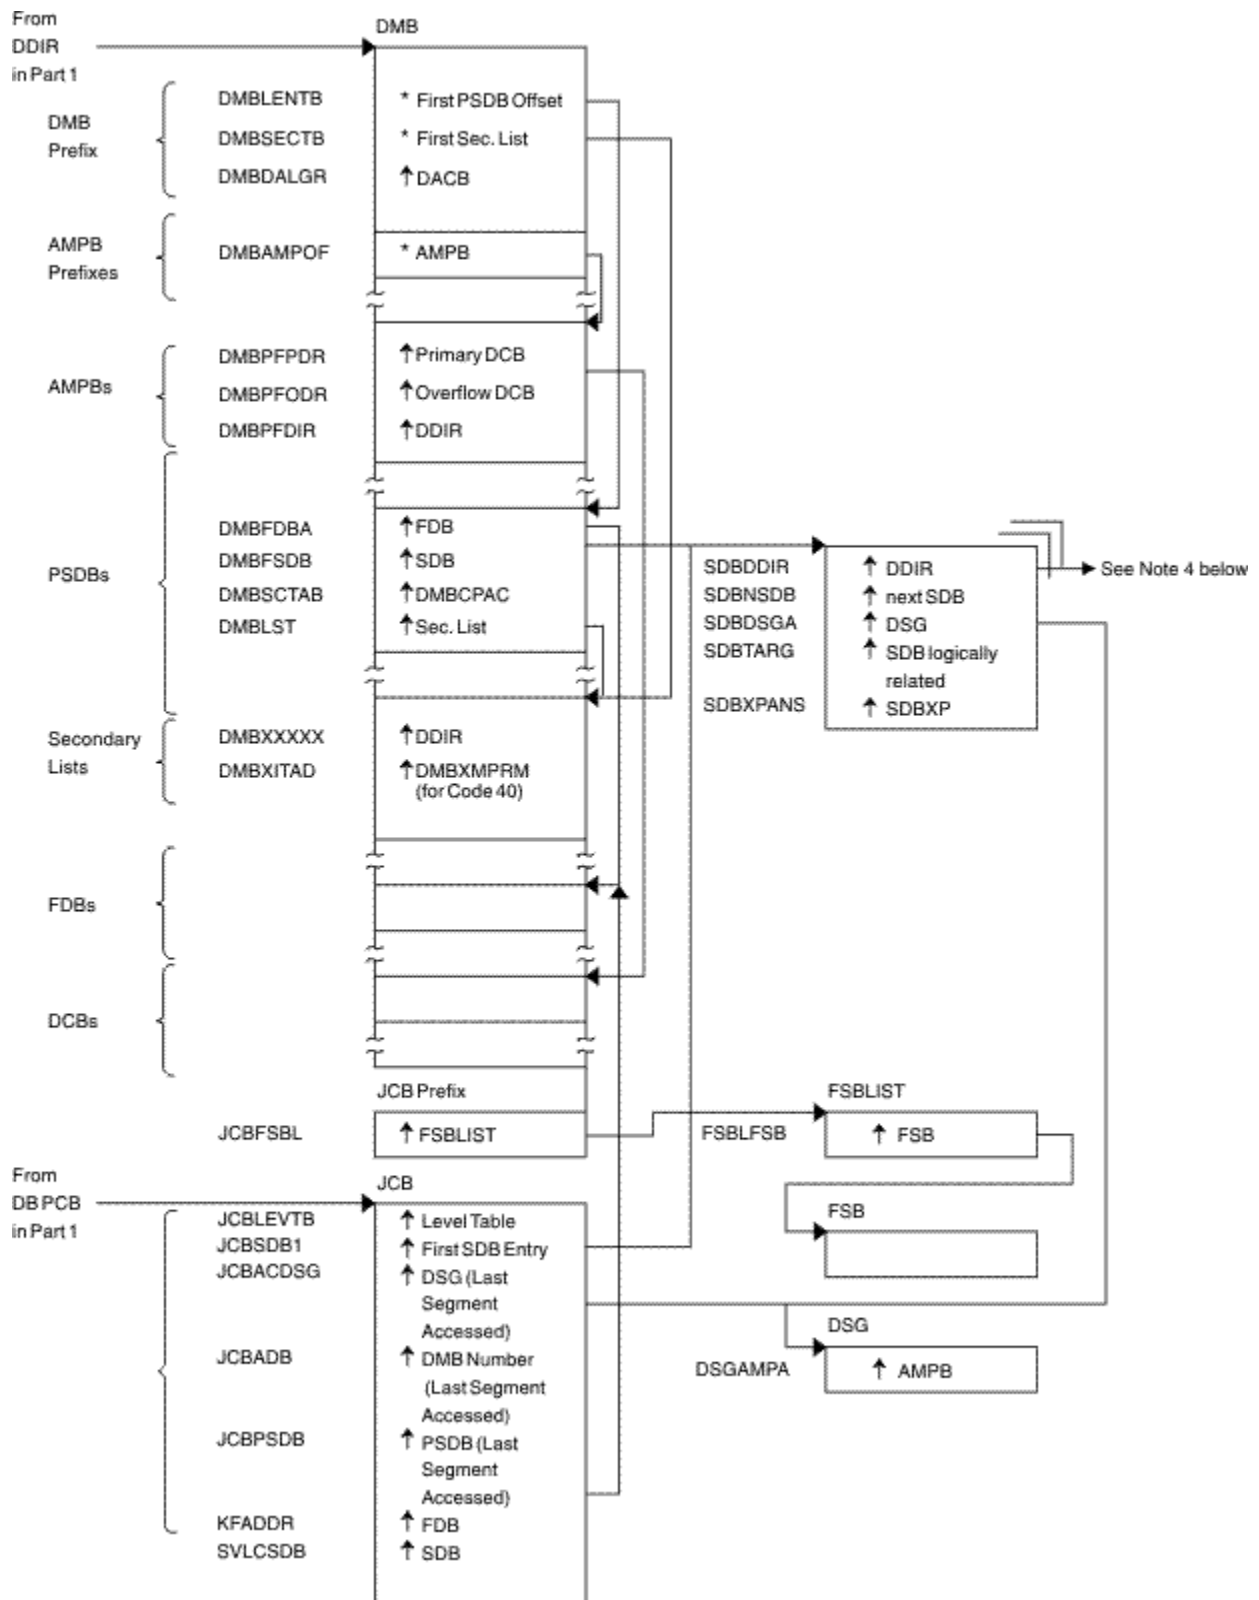 From
DDIR
in Part 1
DMB
DMB
Prefix
DMBLENTB
* First PSDB Offset
DMBSECTB
* First Sec. List
DMBDALGR
↑ DACB
AMPB
Prefixes
DMBAMPOF
* AMPB
AMPBs
DMBPFPDR
↑ Primary DCB
DMBPFODR
↑ Overflow DCB
DMBPFDIR
↑ DDIR
PSDBs
DMBFDBA
↑ FDB
DMBFSDB
↑ SDB
DMBSCTAB
↑ DMBCPAC
DMBLST
↑ Sec. List
SDBDDIR
↑ DDIR
See Note 4 below
SDBNSDB
↑ next SDB
SDBDSGA
↑ DSG
SDBTARG
↑ SDB logically
related
SDBXPANS
↑ SDBXP
Secondary
Lists
DMBXXXXX
↑ DDIR
DMBXITAD
↑ DMBXMPRM
(for Code 40)
FDBs
DCBs
JCB Prefix
JCBFSBL
↑ FSBLIST
FSBLIST
FSBLFSB
↑ FSB
FSB
From
DB PCB
in Part 1
JCB
JCBLEVTB
↑ Level Table
JCBSDB1
↑ First SDB Entry
JCBACDSG
↑ DSG (Last
Segment
Accessed)
DSG
DSGAMPA
↑ AMPB
JCBADB
↑ DMB Number
(Last Segment
Accessed)
JCBPSDB
↑ PSDB (Last
Segment
Accessed)
KFADDR
↑ FDB
SVLCSDB
↑ SDB